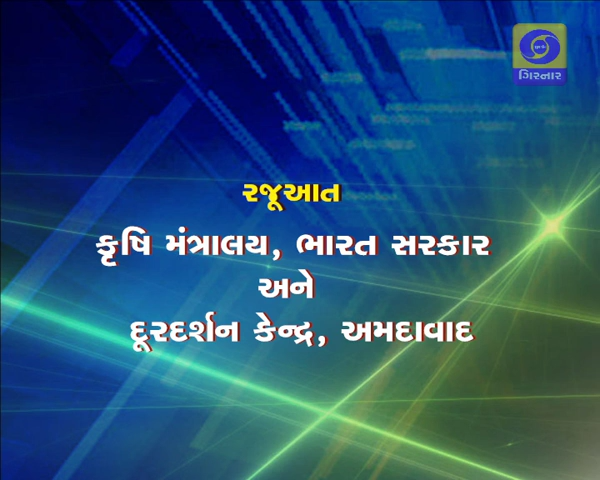 ગિરનાર
રજૂઆત
કૃષિ મંત્રાલય, ભારત સરકાર
અને
દૂરદર્શન કેન્દ્ર, અમદાવાદ